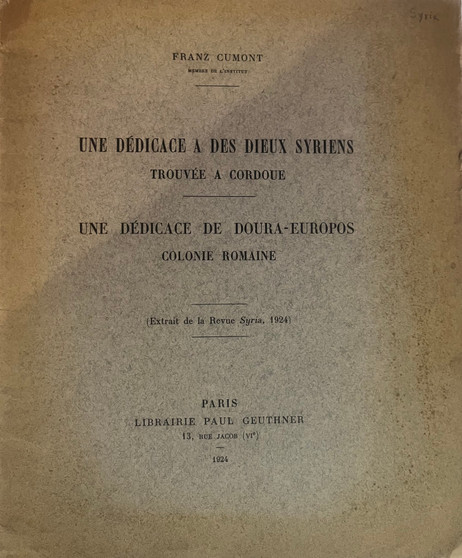 Syria
FRANZ CUMONT
MEMBRE DE L'INSTITUT
UNE DÉDICACE A DES DIEUX SYRIENS
TROUVÉE A CORDOUE
UNE DÉDICACE DE DOURA-EUROPOS
COLONIE ROMAINE
(Extrait de la Revue Syria, 1924)
PARIS
LIBRAIRIE PAUL GEUTHNER
13, RUE JACOB (VIᵉ)
1924